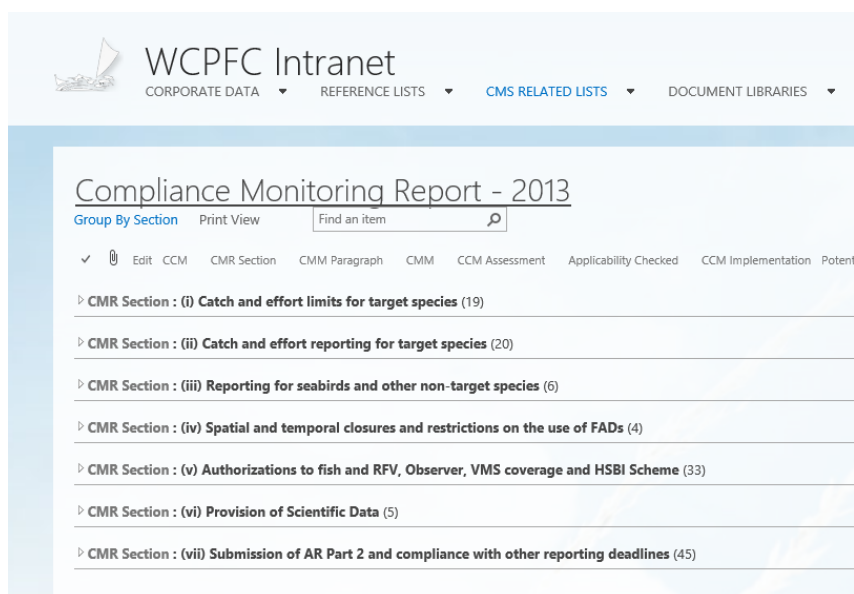 WCPFC Intranet
CORPORATE DATA REFERENCE LISTS CMS RELATED LISTS DOCUMENT LIBRARIES
Compliance Monitoring Report - 2013
Group By Section Print View Find an item
Edit CCM CMR Section CMM Paragraph CMM CCM Assessment Applicability Checked CCM Implementation Potent
CMR Section : (i) Catch and effort limits for target species (19)
CMR Section : (ii) Catch and effort reporting for target species (20)
CMR Section : (iii) Reporting for seabirds and other non-target species (6)
CMR Section : (iv) Spatial and temporal closures and restrictions on the use of FADs (4)
CMR Section : (v) Authorizations to fish and RFV, Observer, VMS coverage and HSBI Scheme (33)
CMR Section : (vi) Provision of Scientific Data (5)
CMR Section : (vii) Submission of AR Part 2 and compliance with other reporting deadlines (45)